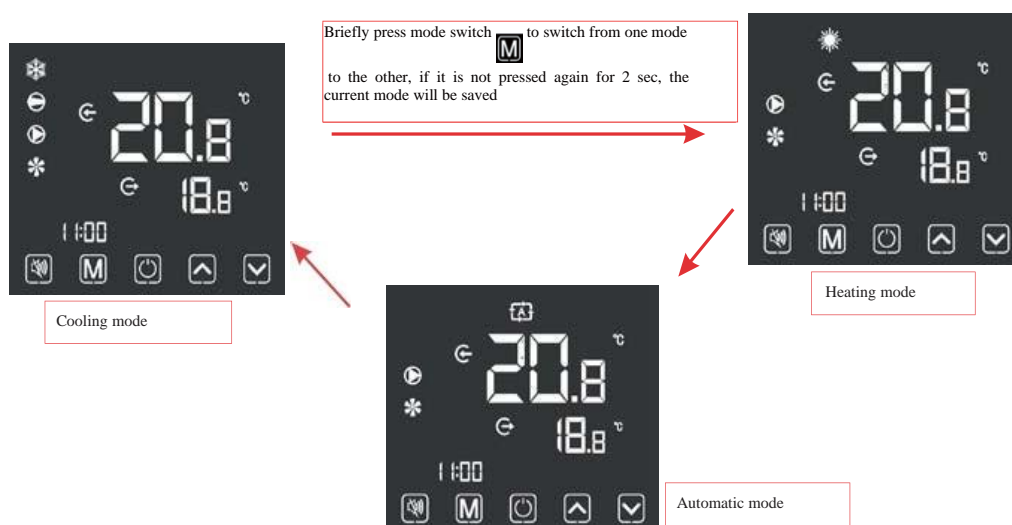 Briefly press mode switch M to switch from one mode
to the other, if it is not pressed again for 2 sec, the
current mode will be saved
20.8 °C
18.8 °C
11:00
M
Cooling mode
20.8 °C
18.8 °C
11:00
M
Heating mode
A
20.8 °C
18.8 °C
11:00
M
Automatic mode